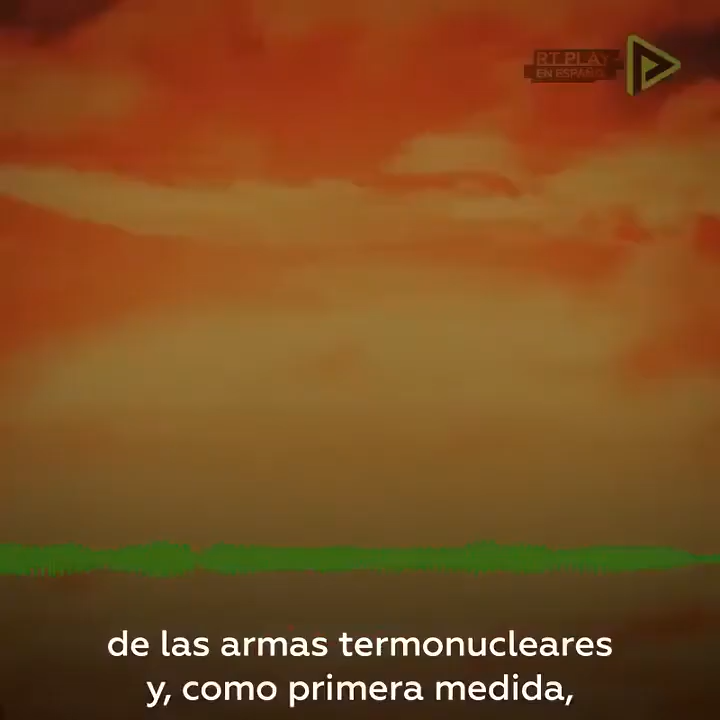 RT PLAY
EN ESPAÑOL
de las armas termonucleares
y, como primera medida,